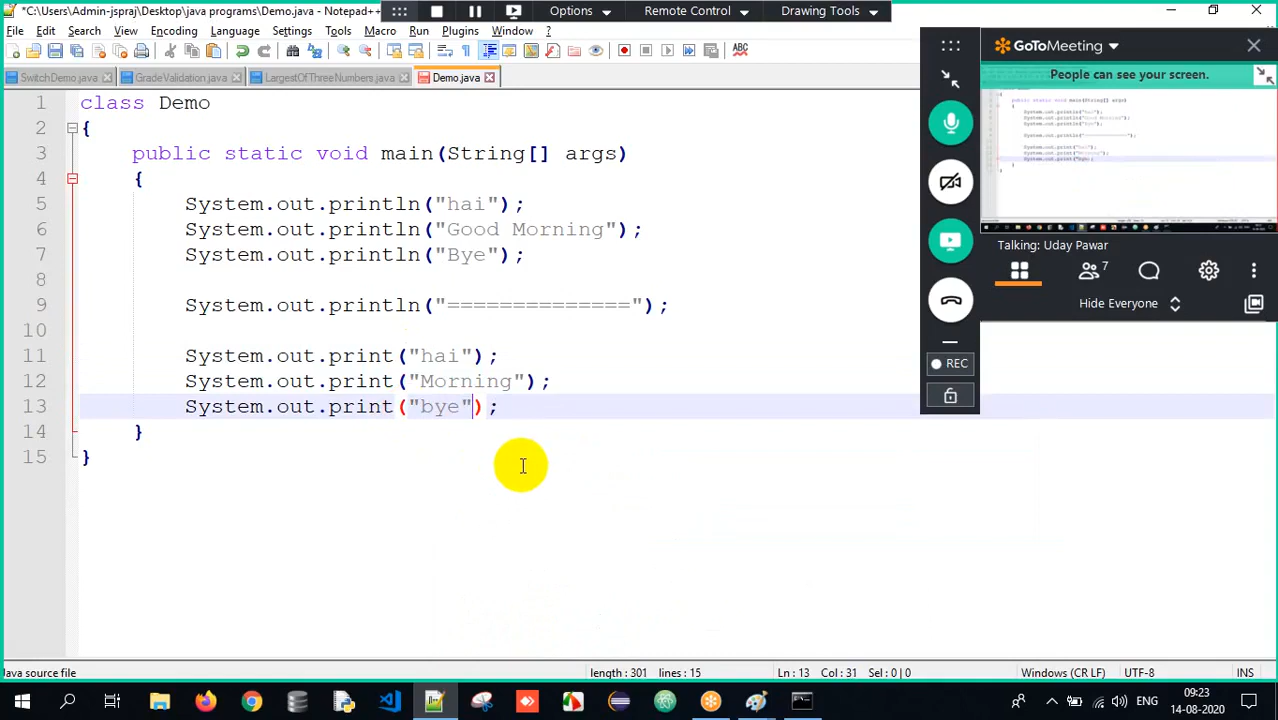 *C:\Users\Admin-jspraj\Desktop\java programs\Demo.java - Notepad++
Options Remote Control Drawing Tools
File Edit Search View Encoding Language Settings Tools Macro Run Plugins Window ?
SwitchDemo.java GradeValidation.java LargestOfThreeNumbers.java Demo.java
1 class Demo
2 {
3 public static void main(String[] args)
4 {
5 System.out.println("hai");
6 System.out.println("Good Morning");
7 System.out.println("Bye");
8
9 System.out.println("==============");
10
11 System.out.print("hai");
12 System.out.print("Morning");
13 System.out.print("bye");
14 }
15 }
GoToMeeting
People can see your screen.
Talking: Uday Pawar
7
Hide Everyone
REC
Java source file length : 301 lines : 15 Ln : 13 Col : 31 Sel : 0 | 0 Windows (CR LF) UTF-8 INS
ENG 09:23
14-08-2020